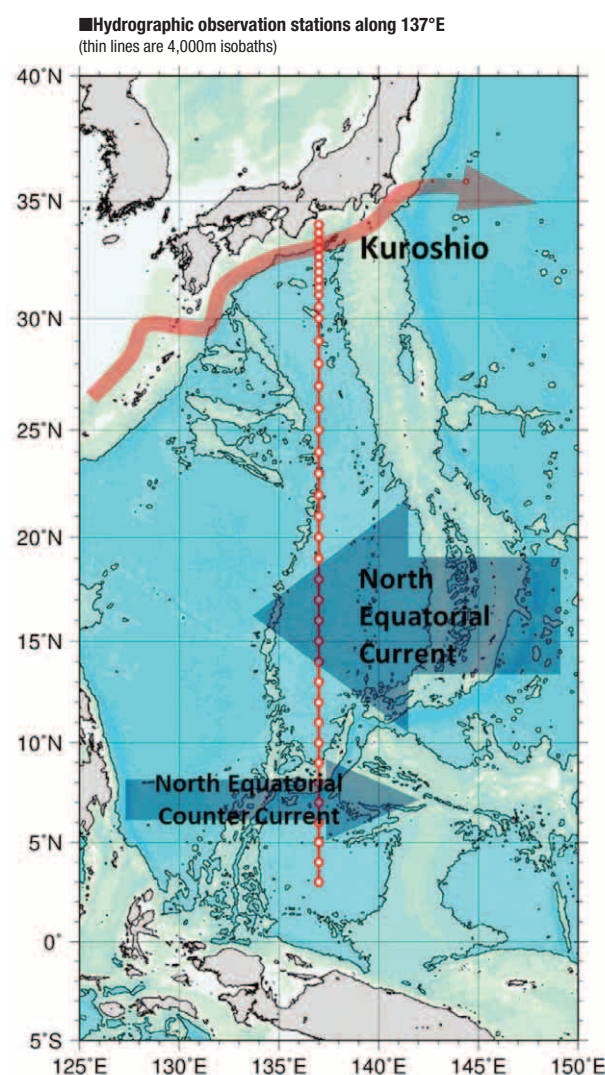 ■Hydrographic observation stations along 137°E
(thin lines are 4,000m isobaths)
40˚N
35˚N
Kuroshio
30˚N
25˚N
20˚N
North
Equatorial
Current
15˚N
10˚N
North Equatorial
Counter Current
5˚N
0˚
5˚S
125˚E 130˚E 135˚E 140˚E 145˚E 150˚E